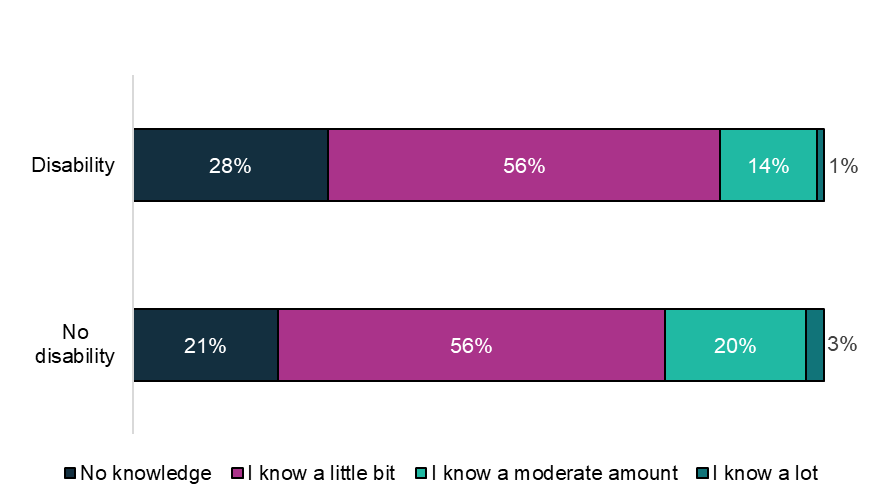 Disability
28%
56%
14%
1%
No
disability
21%
56%
20%
3%
No knowledge
I know a little bit
I know a moderate amount
I know a lot